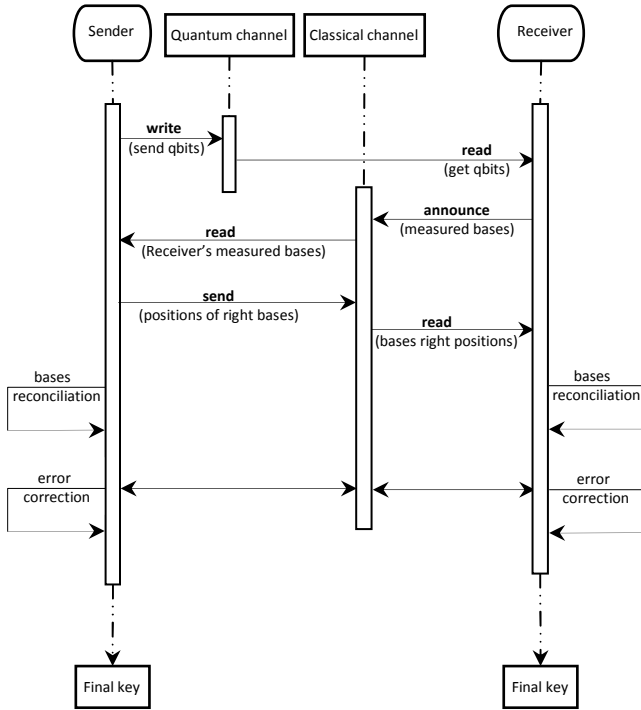 Sender
Quantum channel
Classical channel
Receiver
write
(send qbits)
read
(get qbits)
announce
(measured bases)
read
(Receiver's measured bases)
send
(positions of right bases)
read
(bases right positions)
bases
reconciliation
bases
reconciliation
error
correction
error
correction
Final key
Final key